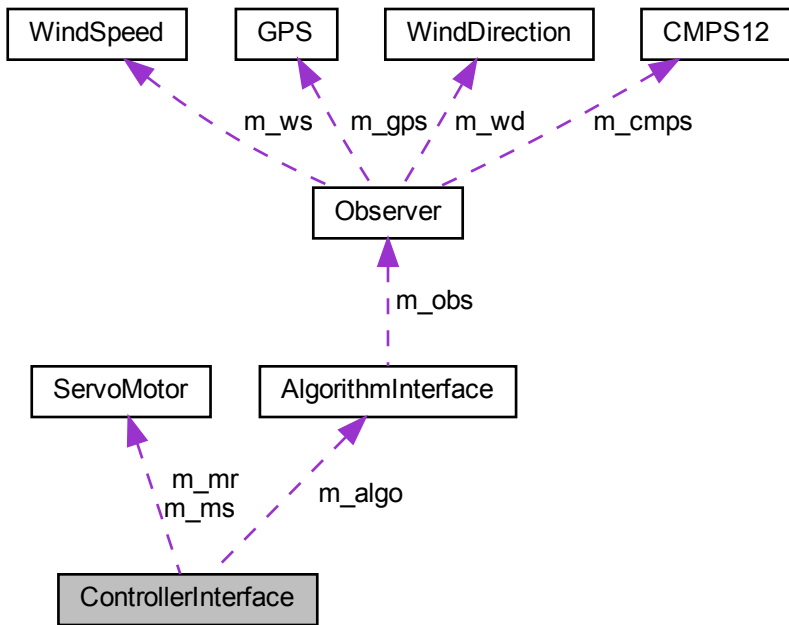 WindSpeed
GPS
WindDirection
CMPS12
m_ws
m_gps
m_wd
m_cmps
Observer
m_obs
ServoMotor
AlgorithmInterface
m_mr
m_ms
m_algo
ControllerInterface